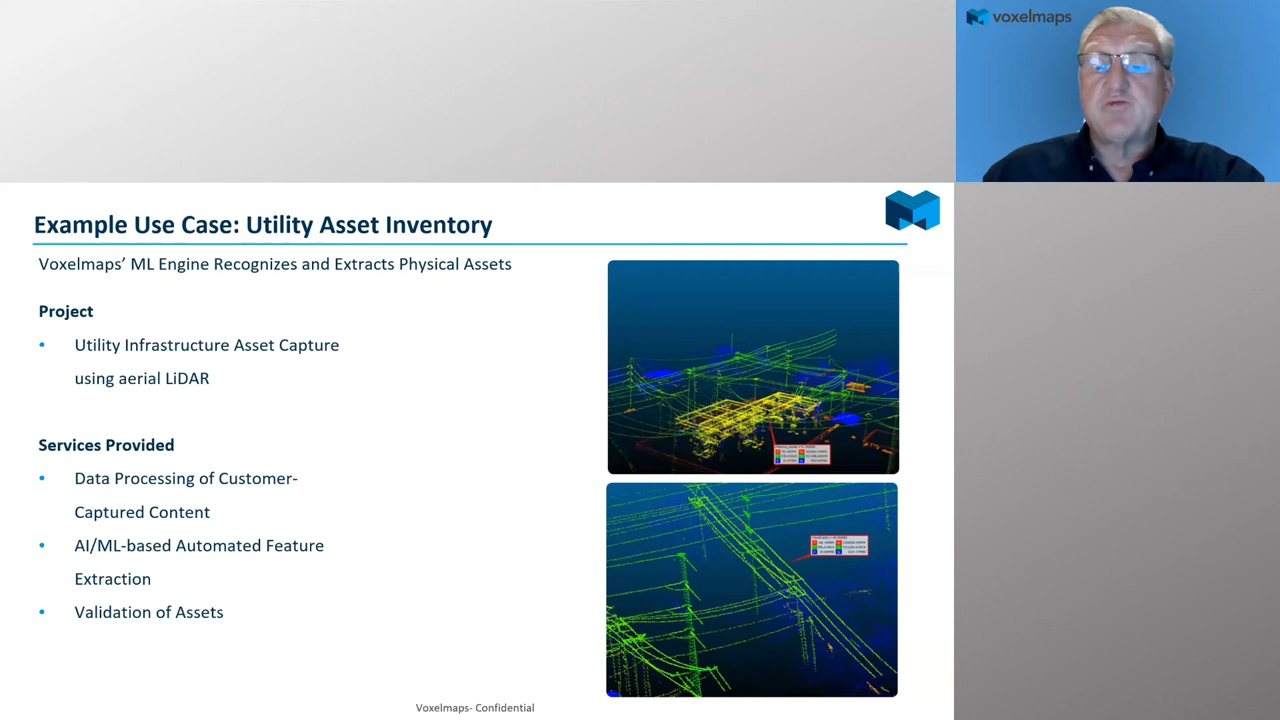 voxelmaps
Example Use Case: Utility Asset Inventory
Voxelmaps’ ML Engine Recognizes and Extracts Physical Assets
Project
• Utility Infrastructure Asset Capture
using aerial LiDAR
Services Provided
• Data Processing of Customer-
Captured Content
• AI/ML-based Automated Feature
Extraction
• Validation of Assets
Voxelmaps- Confidential